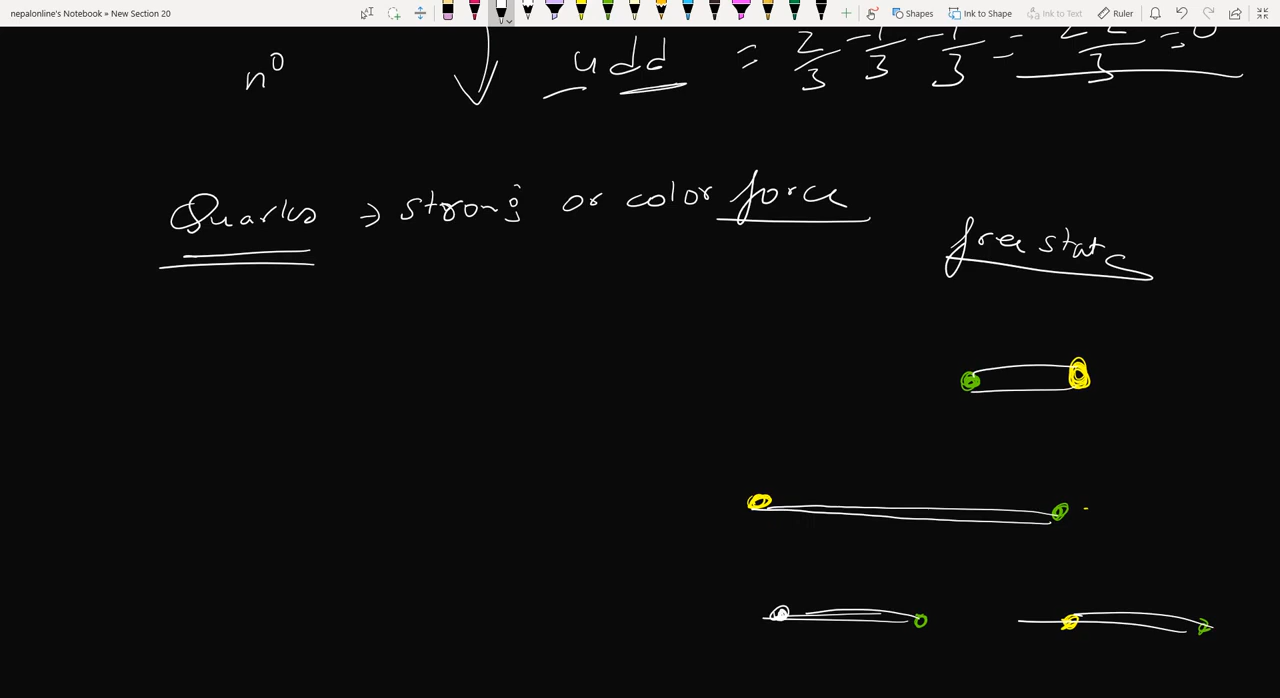 nepalonline's Notebook » New Section 20
Shapes Ink to Shape Ink to Text Ruler
n⁰ udd = 2/3 -1/3 -1/3 = 2-2/3 = 0
Quarks → strong or color force
free state